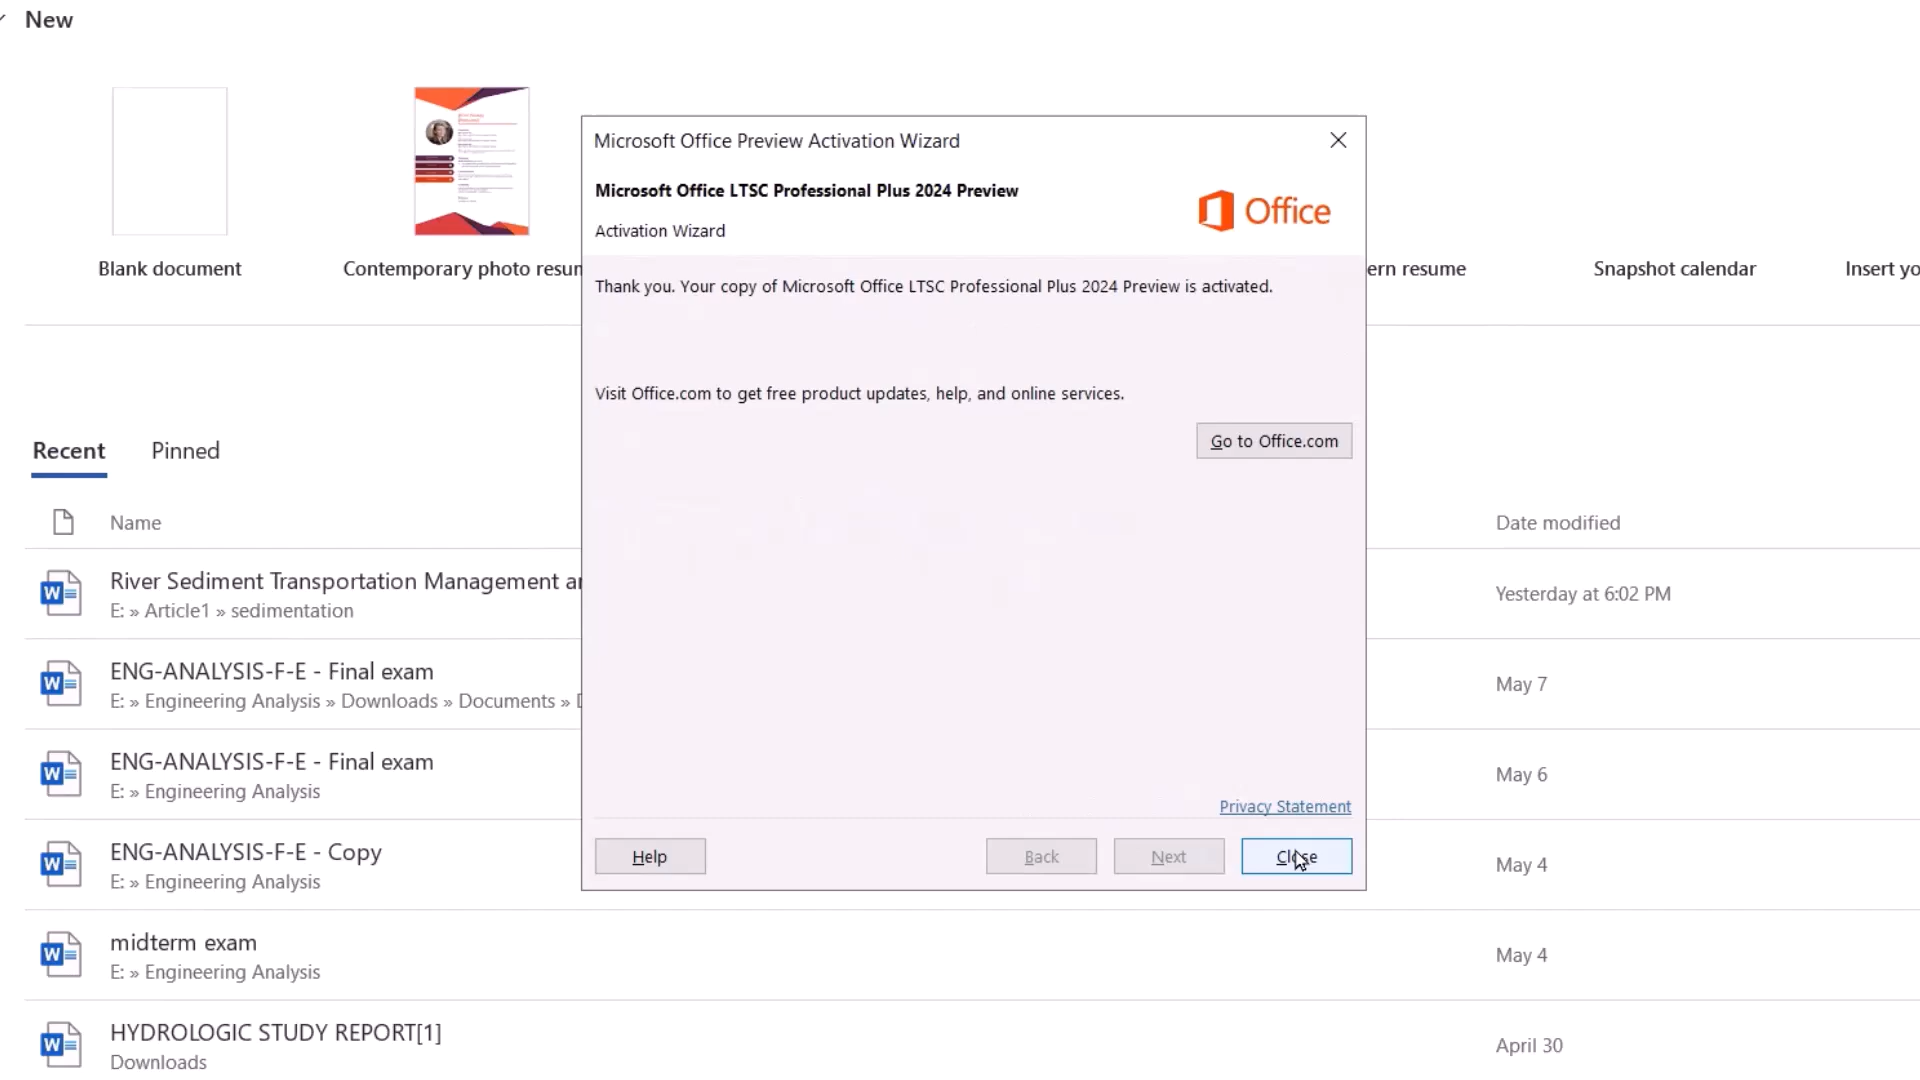 New
Blank document
Contemporary photo resum
ern resume
Snapshot calendar
Insert yo
Microsoft Office Preview Activation Wizard
Microsoft Office LTSC Professional Plus 2024 Preview
Office
Activation Wizard
Thank you. Your copy of Microsoft Office LTSC Professional Plus 2024 Preview is activated.
Visit Office.com to get free product updates, help, and online services.
Go to Office.com
Privacy Statement
Help
Back
Next
Close
Recent
Pinned
Name
Date modified
River Sediment Transportation Management an
E: » Article1 » sedimentation
Yesterday at 6:02 PM
ENG-ANALYSIS-F-E - Final exam
E: » Engineering Analysis » Downloads » Documents » D
May 7
ENG-ANALYSIS-F-E - Final exam
E: » Engineering Analysis
May 6
ENG-ANALYSIS-F-E - Copy
E: » Engineering Analysis
May 4
midterm exam
E: » Engineering Analysis
May 4
HYDROLOGIC STUDY REPORT[1]
Downloads
April 30